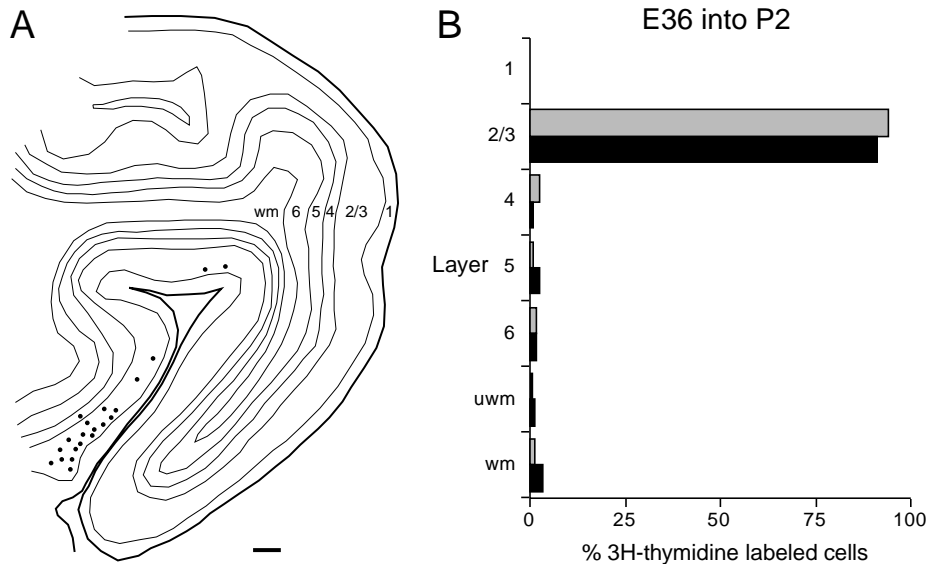 A
wm 6 5 4 2/3 1
B
E36 into P2
Layer
1
2/3
4
5
6
uwm
wm
0 25 50 75 100
% 3H-thymidine labeled cells